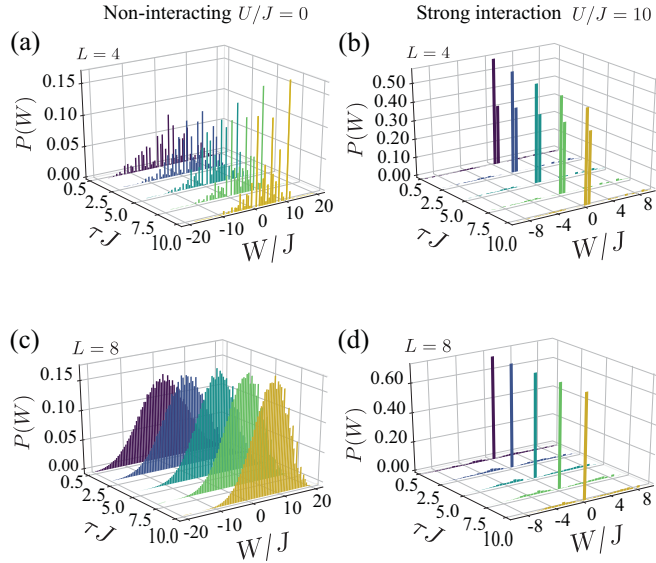 Non-interacting U/J = 0
Strong interaction U/J = 10
(a)
L = 4
P(W)
0.15
0.10
0.05
0.00
0.5
2.5
5.0
7.5
10.0
τJ
-20
-10
0
10
20
W/J
(b)
L = 4
P(W)
0.50
0.40
0.30
0.20
0.10
0.00
0.5
2.5
5.0
7.5
10.0
τJ
-8
-4
0
4
8
W/J
(c)
L = 8
P(W)
0.15
0.10
0.05
0.00
0.5
2.5
5.0
7.5
10.0
τJ
-20
-10
0
10
20
W/J
(d)
L = 8
P(W)
0.60
0.40
0.20
0.00
0.5
2.5
5.0
7.5
10.0
τJ
-8
-4
0
4
8
W/J